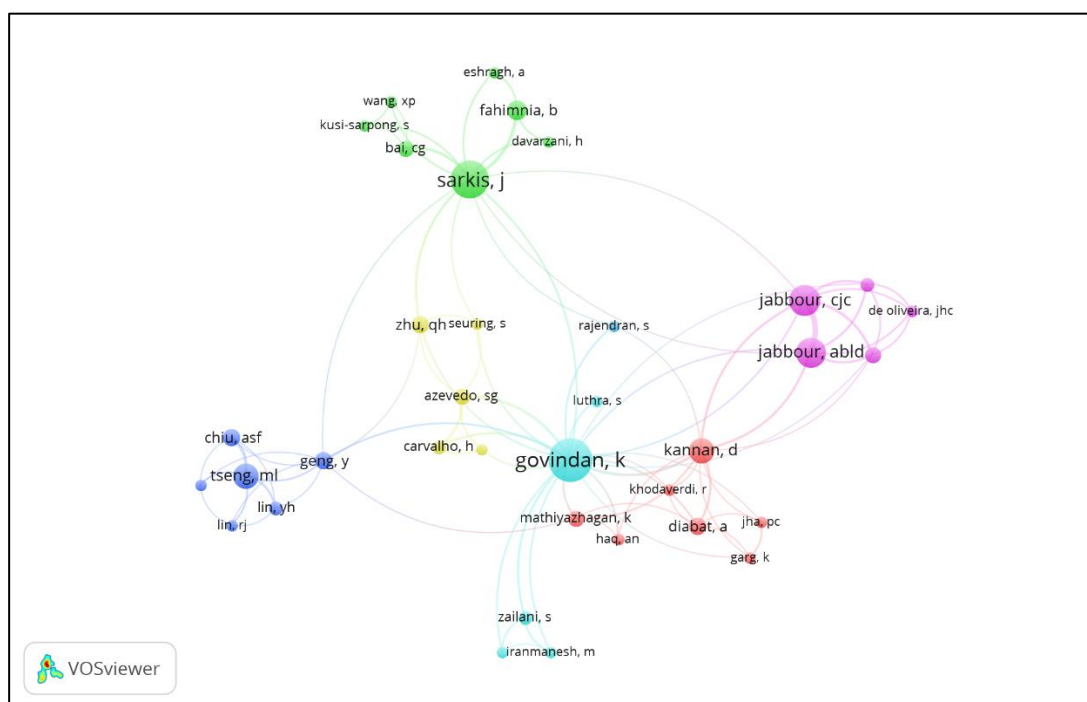 eshragh, a
wang, xp
fahimnia, b
kusi-sarpong, s
davarzani, h
bai, cg
sarkis, j
jabbour, cjc
de oliveira, jhc
zhu, qh
seuring, s
rajendran, s
jabbour, abld
azevedo, sg
luthra, s
chiu, asf
carvalho, h
geng, y
govindan, k
kannan, d
tseng, ml
khodaverdi, r
lin, yh
mathiyazhagan, k
lin, rj
diabat, a
jha, pc
haq, an
garg, k
zailani, s
iranmanesh, m
VOSviewer